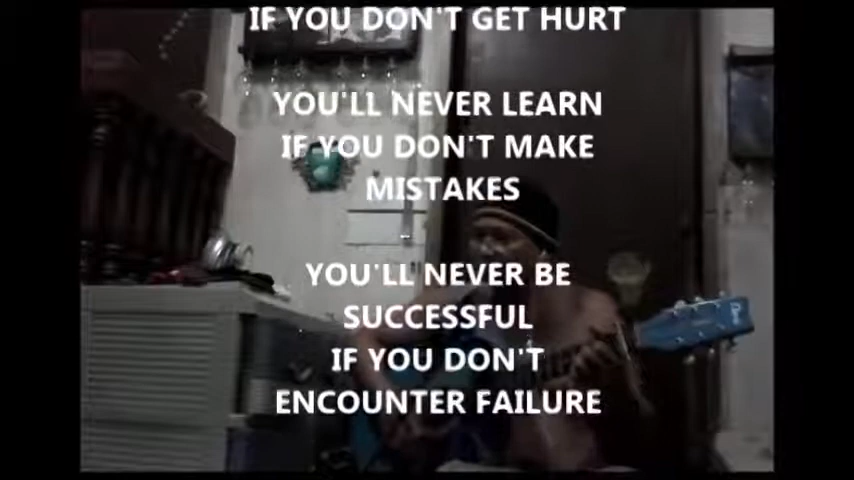 IF YOU DON'T GET HURT
YOU'LL NEVER LEARN
IF YOU DON'T MAKE
MISTAKES
YOU'LL NEVER BE
SUCCESSFUL
IF YOU DON'T
ENCOUNTER FAILURE